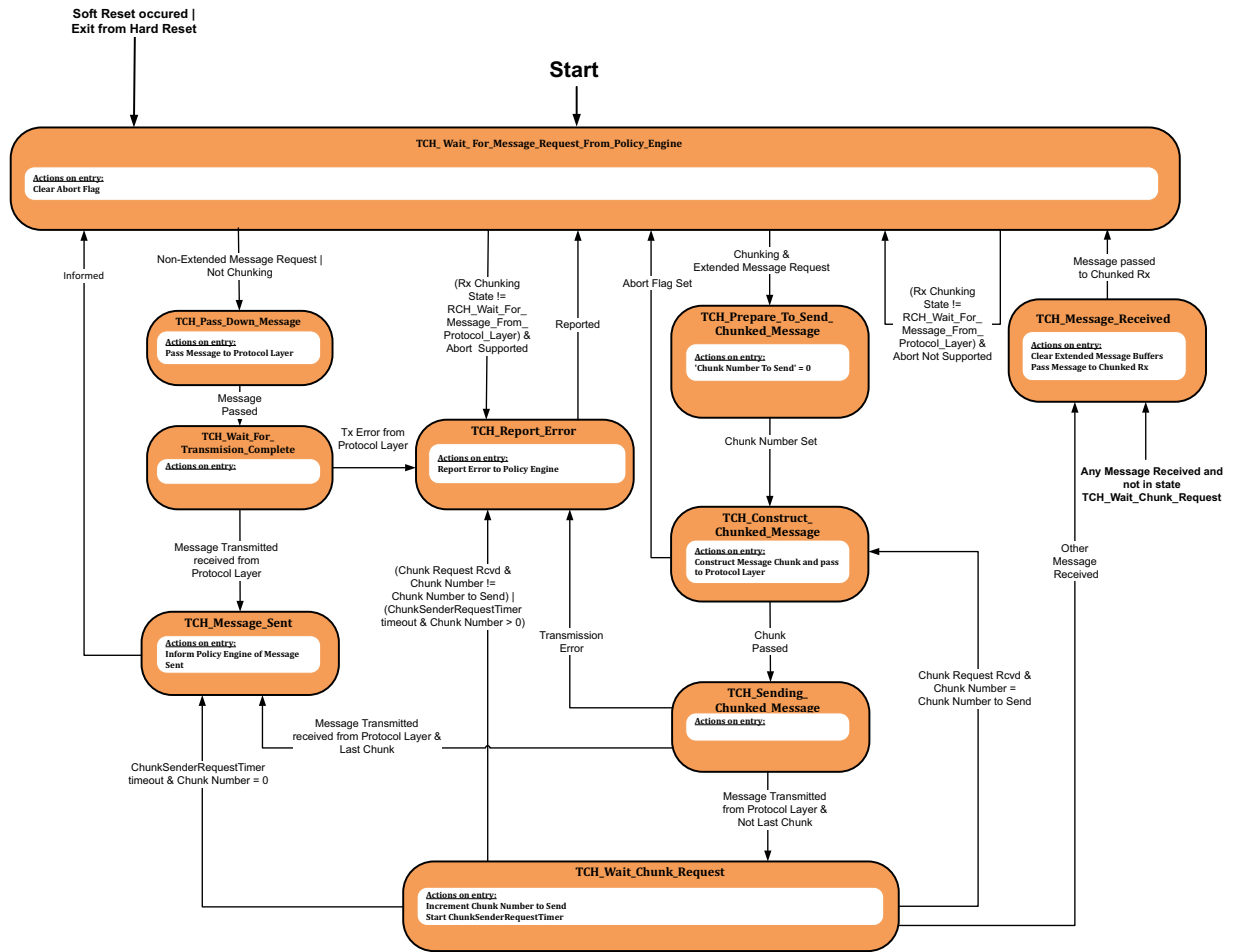 Soft Reset occured |
Exit from Hard Reset
Start
TCH_ Wait_ For_Message_Request_From_Policy_Engine
Actions on entry:
Clear Abort Flag
Informed
Non-Extended Message Request |
Not Chunking
(Rx Chunking
State !=
RCH_Wait_For_
Message_From_
Protocol_Layer) &
Abort  Supported
Reported
Abort Flag Set
Chunking &
Extended Message Request
(Rx Chunking
State !=
RCH_Wait_For_
Message_From_
Protocol_Layer) &
Abort Not Supported
Message passed
to Chunked Rx
TCH_Pass_Down_Message
Actions on entry:
Pass Message to Protocol Layer
TCH_Prepare_To_Send_
Chunked_Message
Actions on entry:
'Chunk Number To Send' = 0
TCH_Message_Received
Actions on entry:
Clear Extended Message Buffers
Pass Message to Chunked Rx
Message
Passed
TCH_Wait_For_
Transmision_Complete
Actions on entry:
Tx Error from
Protocol Layer
TCH_Report_Error
Actions on entry:
Report Error to Policy Engine
Chunk Number Set
Any Message Received and
not in state
TCH_Wait_Chunk_Request
TCH_Construct_
Chunked_Message
Actions on entry:
Construct Message Chunk and pass
to Protocol Layer
Message Transmitted
received from
Protocol Layer
(Chunk Request Rcvd &
Chunk Number !=
Chunk Number to Send) |
(ChunkSenderRequestTimer
timeout & Chunk Number > 0)
Other
Message
Received
TCH_Message_Sent
Actions on entry:
Inform Policy Engine of Message
Sent
Transmission
Error
Chunk
Passed
Chunk Request Rcvd &
Chunk Number =
Chunk Number to Send
TCH_Sending_
Chunked_Message
Actions on entry:
Message Transmitted
received from Protocol Layer &
Last Chunk
ChunkSenderRequestTimer
timeout & Chunk Number = 0
Message Transmitted
from Protocol Layer &
Not Last Chunk
TCH_Wait_Chunk_Request
Actions on entry:
Increment Chunk Number to Send
Start ChunkSenderRequestTimer